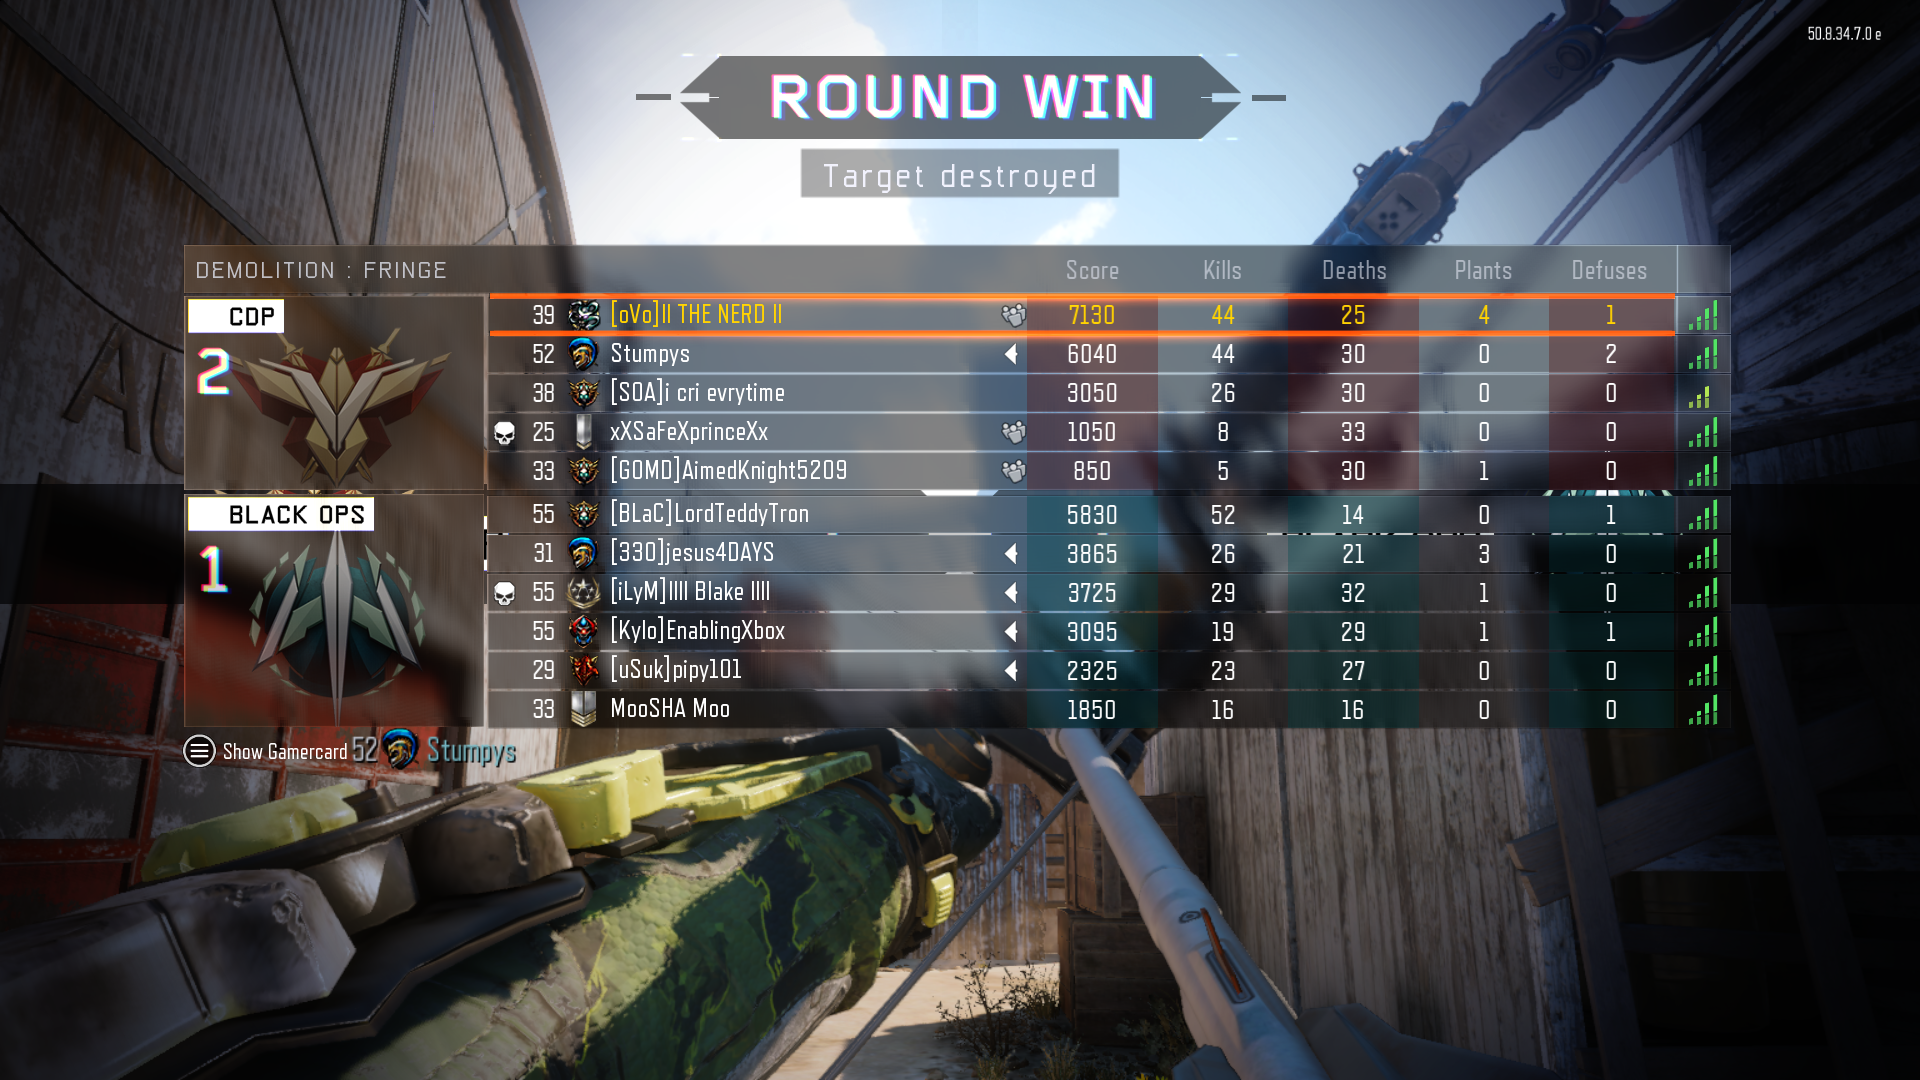 50.8.34.7.0 e
ROUND WIN
Target destroyed
DEMOLITION : FRINGE Score Kills Deaths Plants Defuses
CDP
2
39 [oVo]II THE NERD II 7130 44 25 4 1
52 Stumpys 6040 44 30 0 2
38 [SOA]i cri evrytime 3050 26 30 0 0
25 xXSaFeXprinceXx 1050 8 33 0 0
33 [GOMD]AimedKnight5209 850 5 30 1 0
BLACK OPS
1
55 [BLaC]LordTeddyTron 5830 52 14 0 1
31 [330]jesus4DAYS 3865 26 21 3 0
55 [iLyM]IIII Blake IIII 3725 29 32 1 0
55 [Kylo]EnablingXbox 3095 19 29 1 1
29 [uSuk]pipy101 2325 23 27 0 0
33 MooSHA Moo 1850 16 16 0 0
Show Gamercard 52 Stumpys